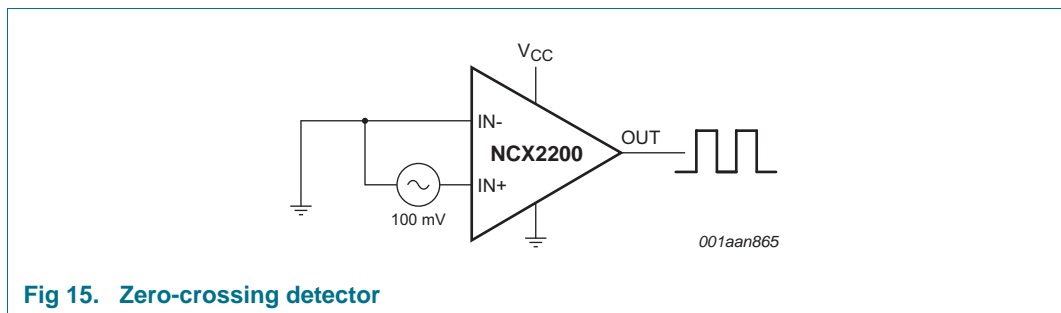 VCC
IN-
OUT
NCX2200
IN+
100 mV
001aan865
Fig 15. Zero-crossing detector